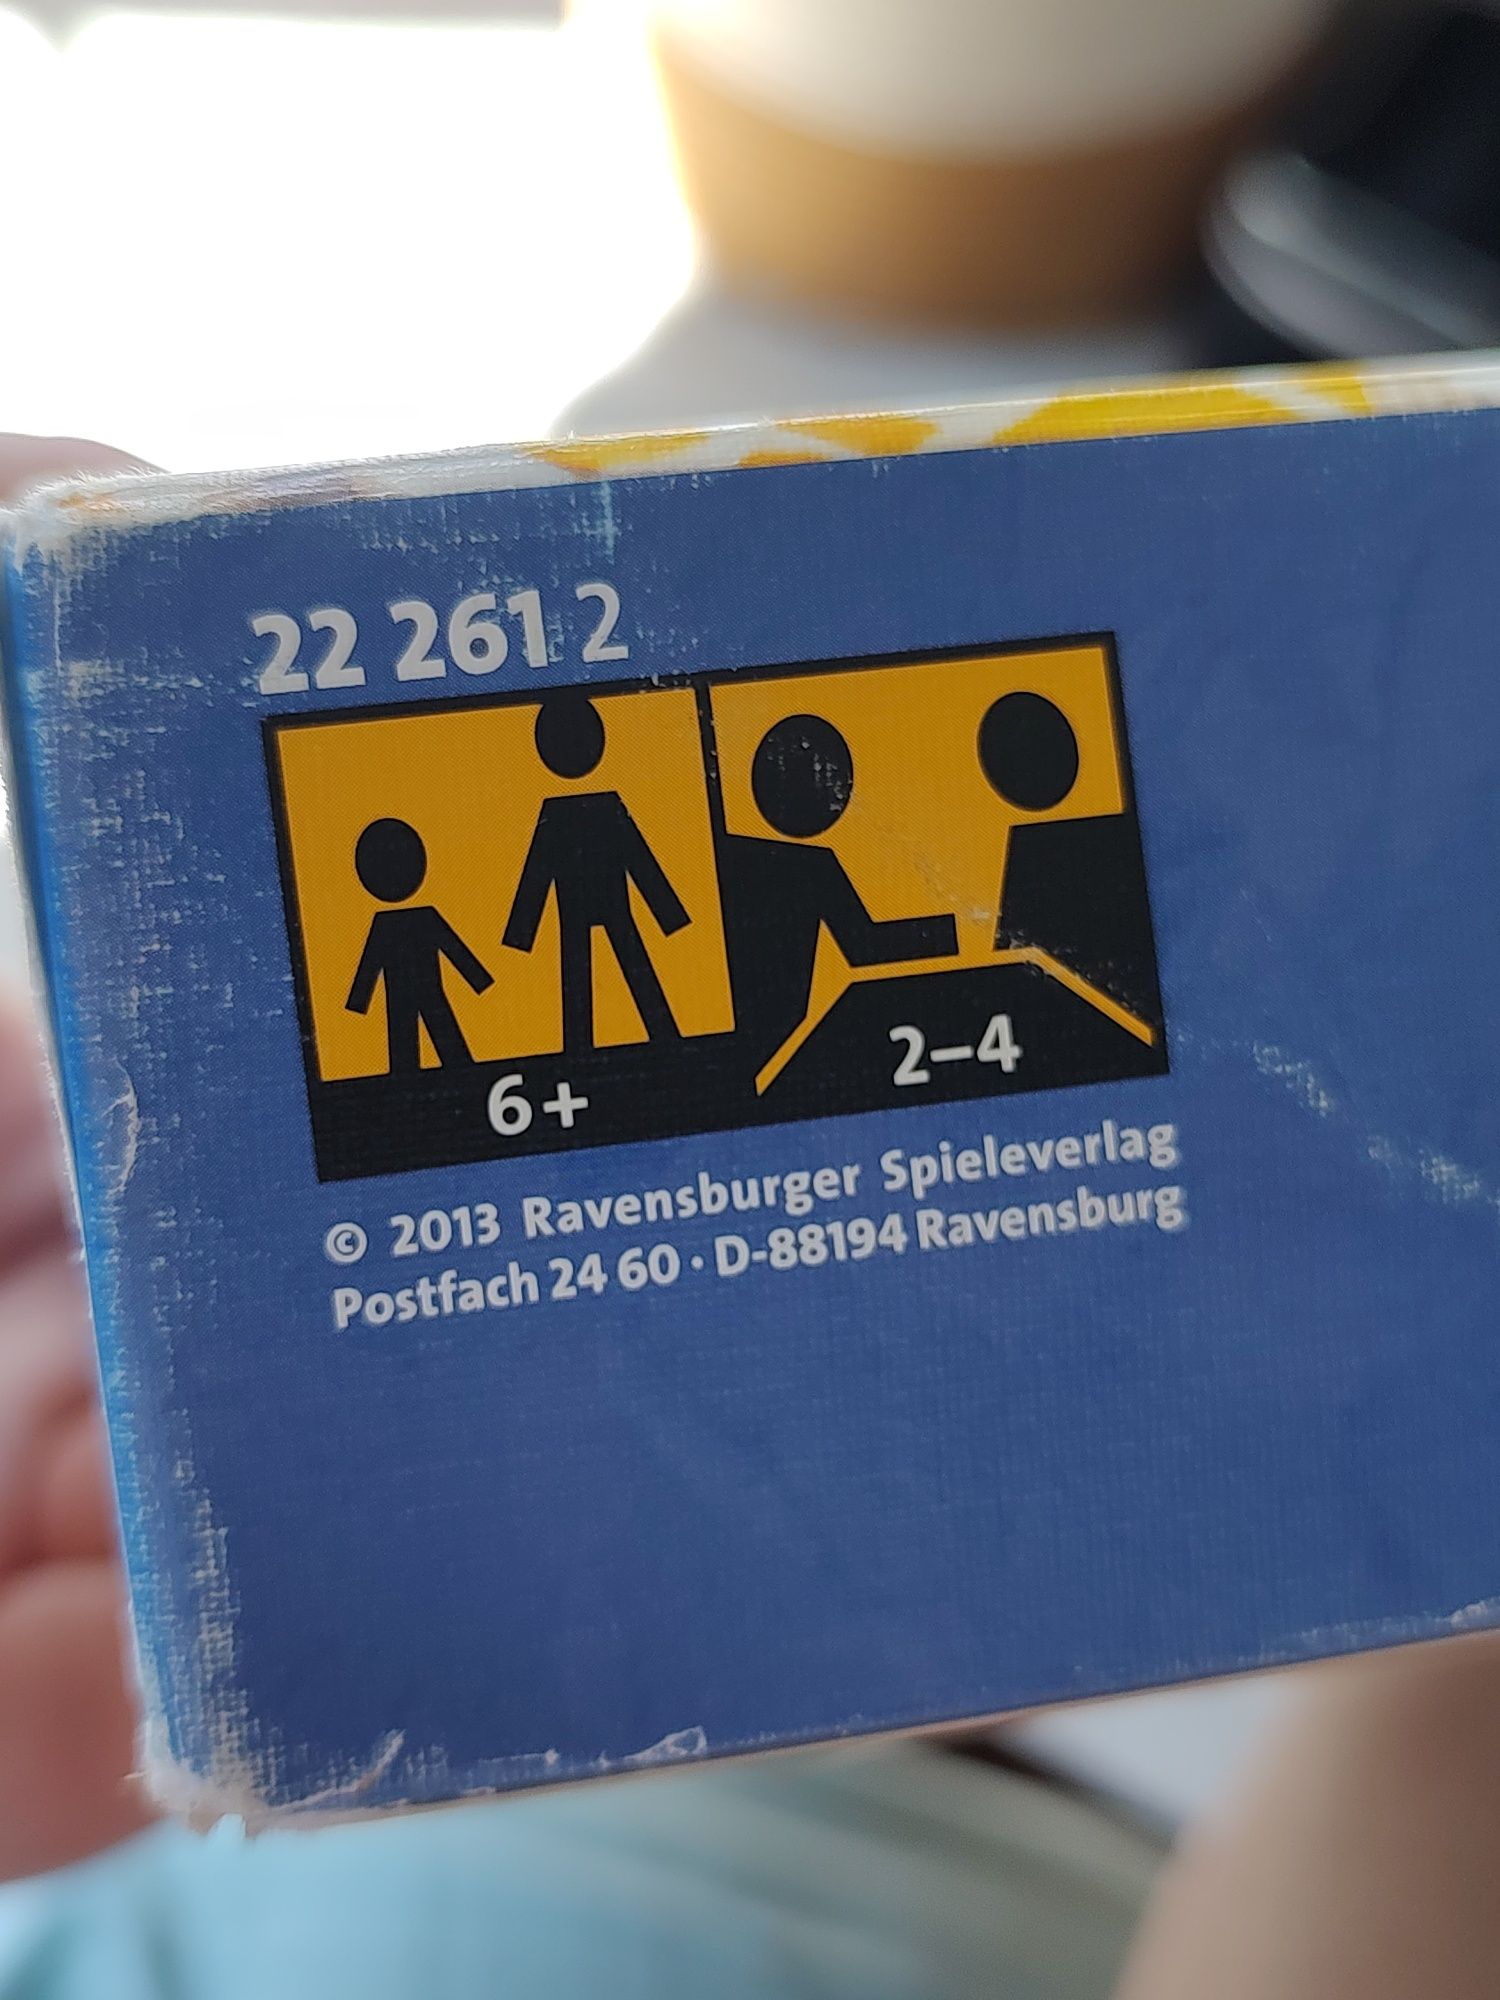 22 261 2
6+
2–4
© 2013 Ravensburger Spieleverlag
Postfach 24 60 · D-88194 Ravensburg